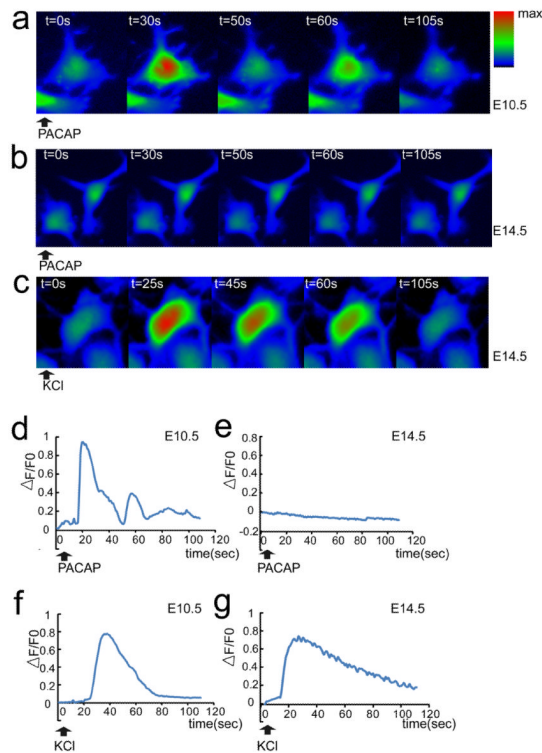 a
t=0s t=30s t=50s t=60s t=105s
max
E10.5
PACAP
b
t=0s t=30s t=50s t=60s t=105s
E14.5
PACAP
c
t=0s t=25s t=45s t=60s t=105s
E14.5
KCl
d E10.5
△F/F0
1
0.8
0.6
0.4
0.2
0
0 20 40 60 80 100 120
time(sec)
PACAP
e E14.5
△F/F0
0.8
0.6
0.4
0.2
0
-0.2
0 20 40 60 80 100 120
time(sec)
PACAP
f E10.5
△F/F0
1
0.8
0.6
0.4
0.2
0
0 20 40 60 80 100 120
time(sec)
KCl
g E14.5
△F/F0
1
0.8
0.6
0.4
0.2
0
0 20 40 60 80 100 120
time(sec)
KCl